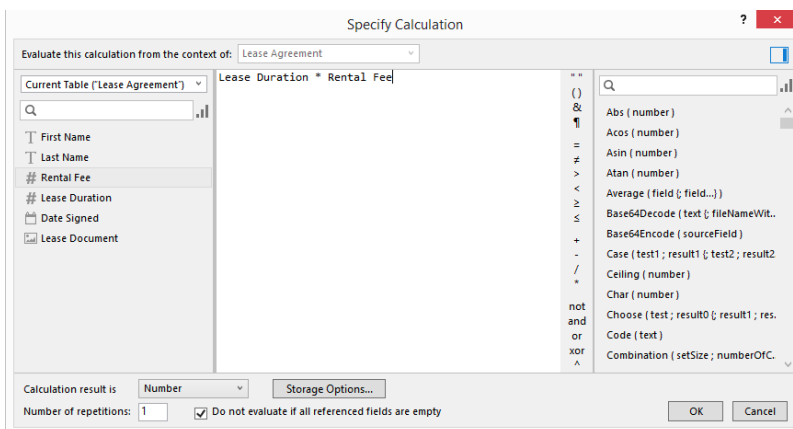 Specify Calculation
? ×
Evaluate this calculation from the context of: Lease Agreement
Current Table ("Lease Agreement")
First Name
Last Name
Rental Fee
Lease Duration
Date Signed
Lease Document
Lease Duration * Rental Fee
" "
( )
&
¶
=
≠
>
<
≥
≤
+
-
/
*
not
and
or
xor
^
Abs ( number )
Acos ( number )
Asin ( number )
Atan ( number )
Average ( field {; field...} )
Base64Decode ( text {; fileNameWit..
Base64Encode ( sourceField )
Case ( test1 ; result1 {; test2 ; result2
Ceiling ( number )
Char ( number )
Choose ( test ; result0 {; result1 ; res.
Code ( text )
Combination ( setSize ; numberOfC.
Calculation result is Number Storage Options...
Number of repetitions: 1 Do not evaluate if all referenced fields are empty
OK Cancel